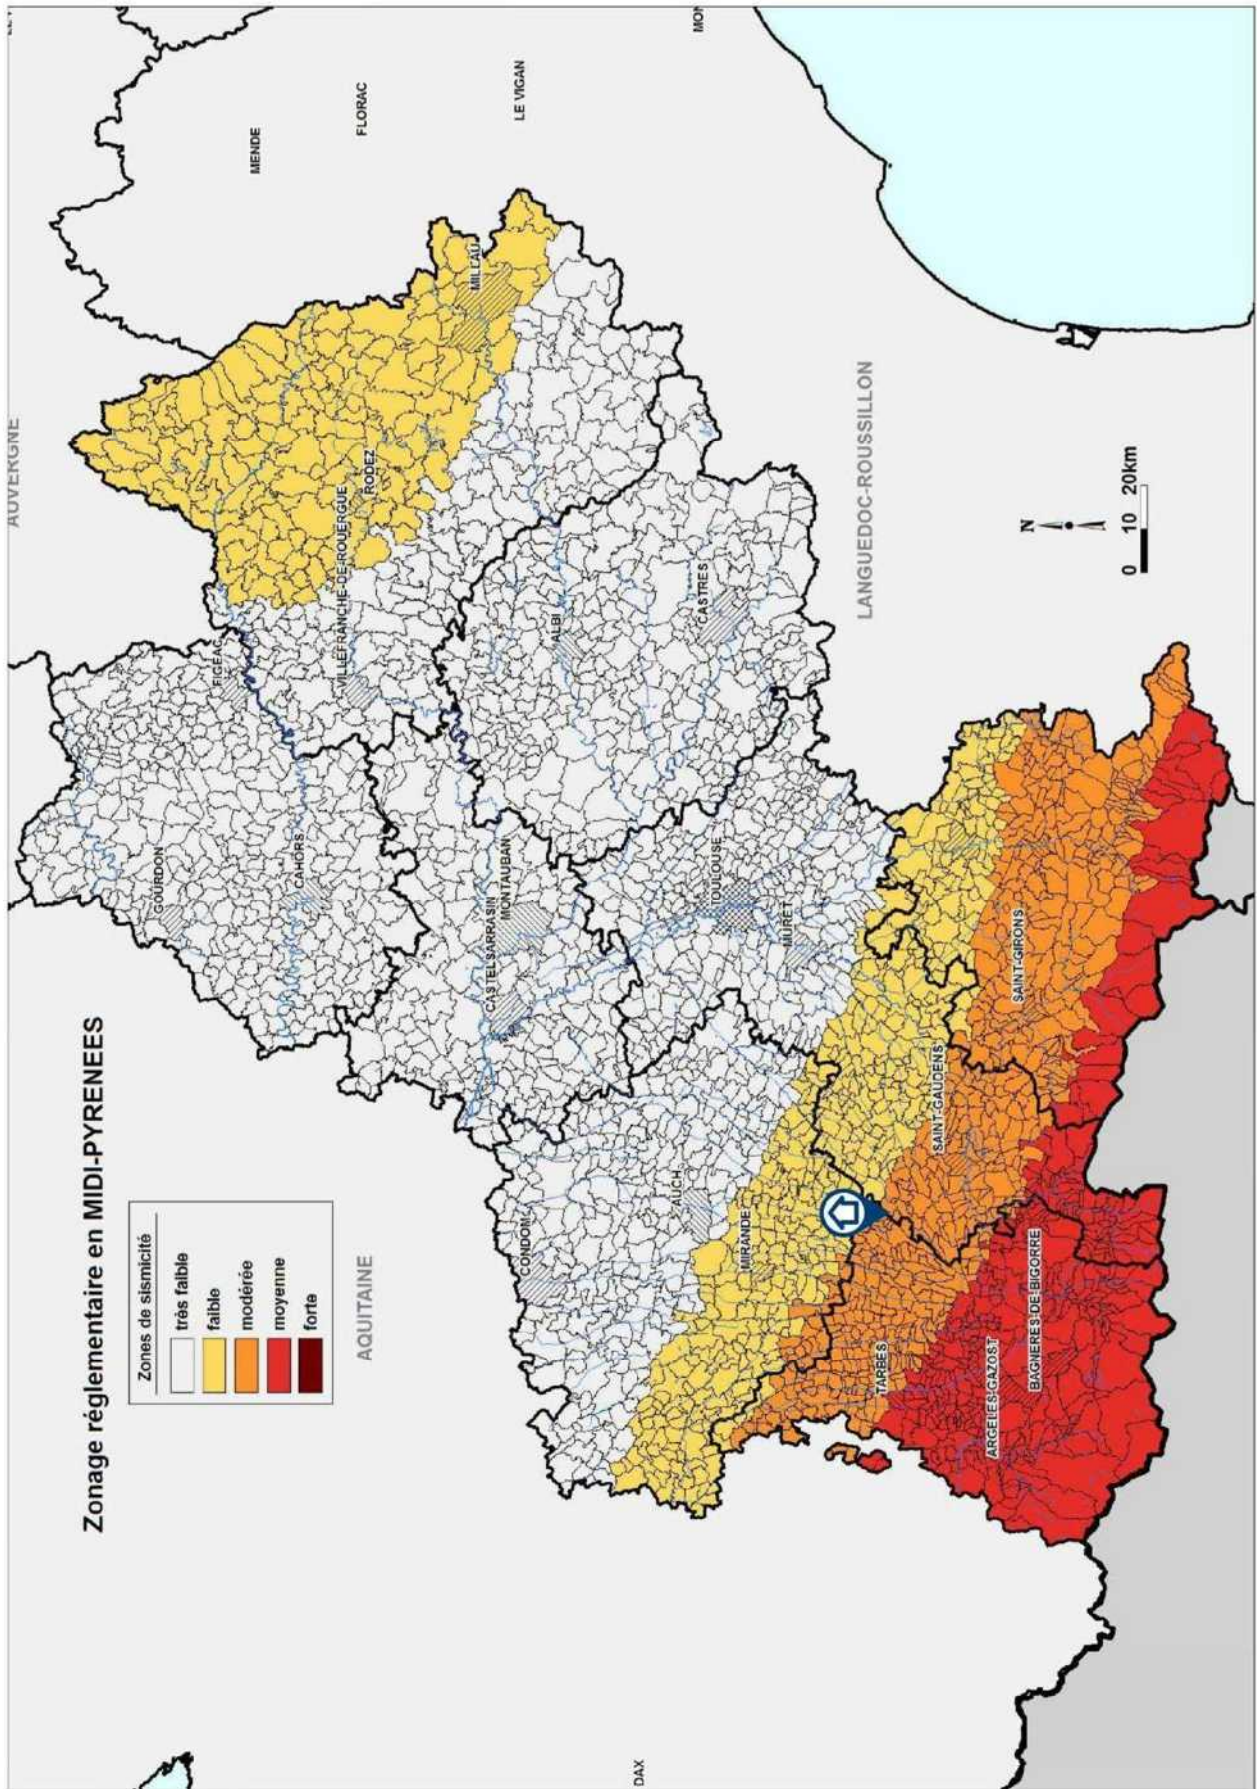 Zonage réglementaire en MIDI-PYRENEES
Zones de sismicité
très faible
faible
modérée
moyenne
forte
AUVERGNE
AQUITAINE
LANGUEDOC-ROUSSILLON
MENDE
FLORAC
LE VIGAN
MON
GOURDON
FIGEAC
CAHORS
VILLEFRANCHE-DE-ROUERGUE
RODEZ
MILLAU
CASTELSARRASIN
MONTAUBAN
ALBI
CASTRES
CONDOM
AUCH
MIRANDE
TOULOUSE
MURET
DAX
TARBES
SAINT-GAUDENS
SAINT-GIRONS
ARGELES-GAZOST
BAGNERES-DE-BIGORRE
N
0 10 20km